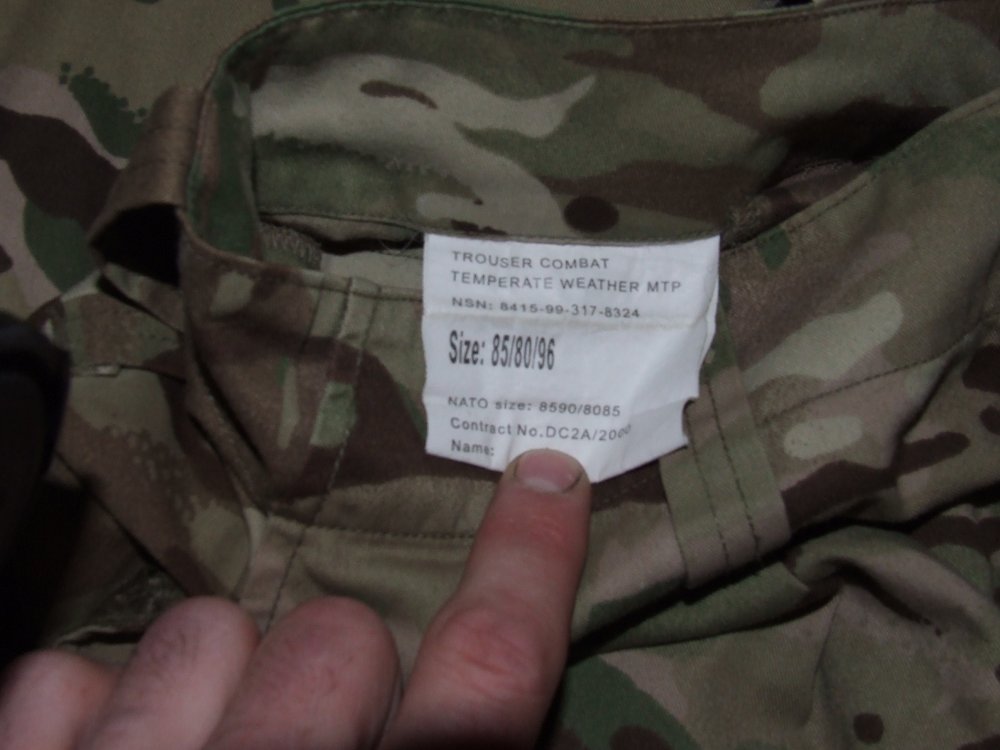 TROUSER COMBAT
TEMPERATE WEATHER MTP
NSN: 8415-99-317-8324
Size: 85/80/96
NATO size: 8590/8085
Contract No.DC2A/2000
Name: